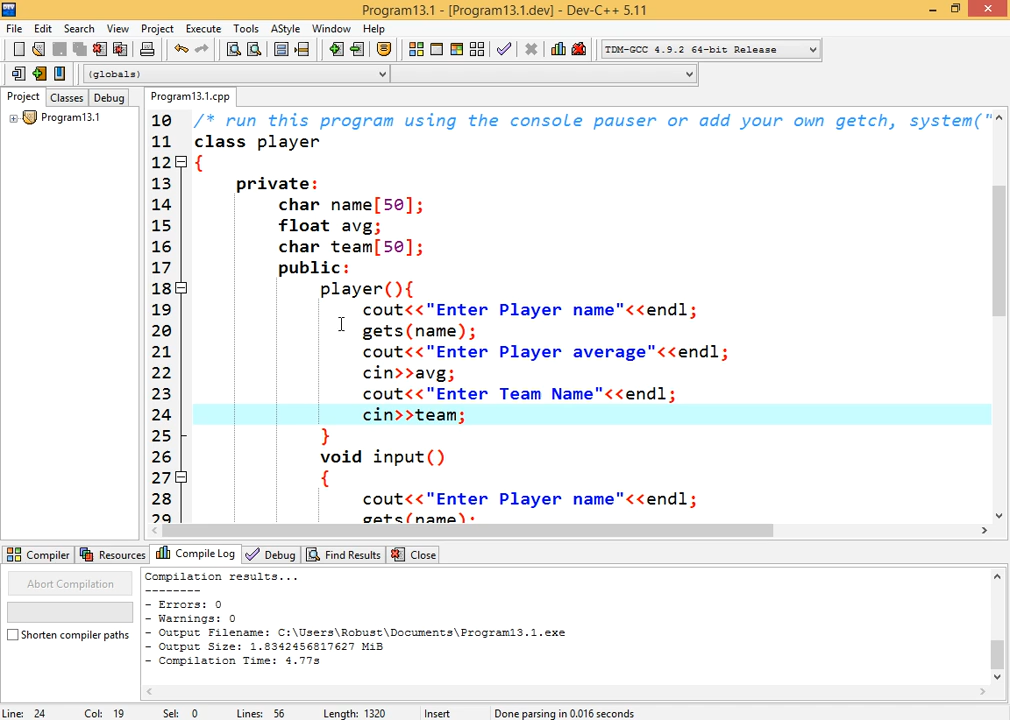 Program13.1 - [Program13.1.dev] - Dev-C++ 5.11
File Edit Search View Project Execute Tools AStyle Window Help
TDM-GCC 4.9.2 64-bit Release
(globals)
Project Classes Debug
Program13.1
Program13.1.cpp
10 /* run this program using the console pauser or add your own getch, system("
11 class player
12 {
13 private:
14 char name[50];
15 float avg;
16 char team[50];
17 public:
18 player(){
19 cout<<"Enter Player name"<<endl;
20 gets(name);
21 cout<<"Enter Player average"<<endl;
22 cin>>avg;
23 cout<<"Enter Team Name"<<endl;
24 cin>>team;
25 }
26 void input()
27 {
28 cout<<"Enter Player name"<<endl;
29 gets(name);
Compiler Resources Compile Log Debug Find Results Close
Abort Compilation
Shorten compiler paths
Compilation results...
--------
- Errors: 0
- Warnings: 0
- Output Filename: C:\Users\Robust\Documents\Program13.1.exe
- Output Size: 1.8342456817627 MiB
- Compilation Time: 4.77s
Line: 24 Col: 19 Sel: 0 Lines: 56 Length: 1320 Insert Done parsing in 0.016 seconds